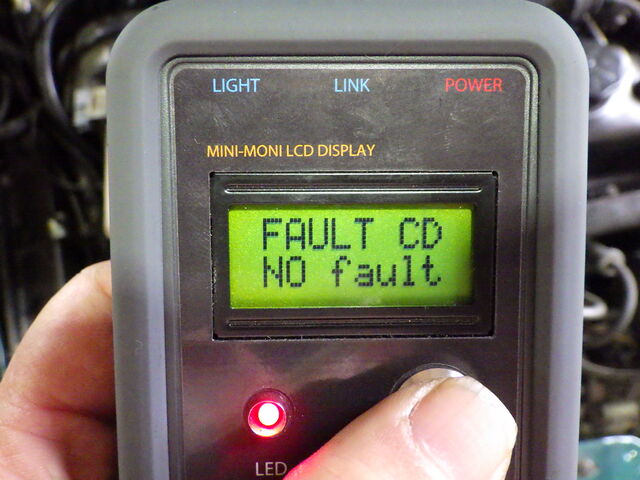 LIGHT LINK POWER
MINI-MONI LCD DISPLAY
FAULT CD
NO fault
LED